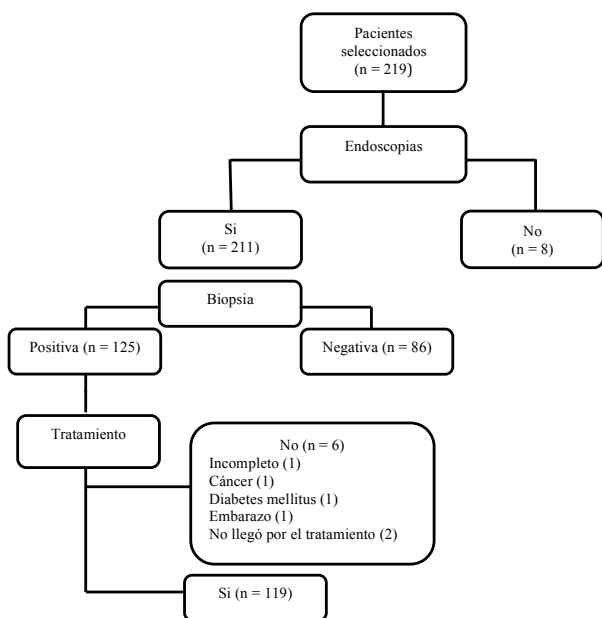 Pacientes
seleccionados
(n = 219)
Endoscopias
Si
(n = 211)
No
(n = 8)
Biopsia
Positiva (n = 125)
Negativa (n = 86)
Tratamiento
No (n = 6)
Incompleto (1)
Cáncer (1)
Diabetes mellitus (1)
Embarazo (1)
No llegó por el tratamiento (2)
Si (n = 119)